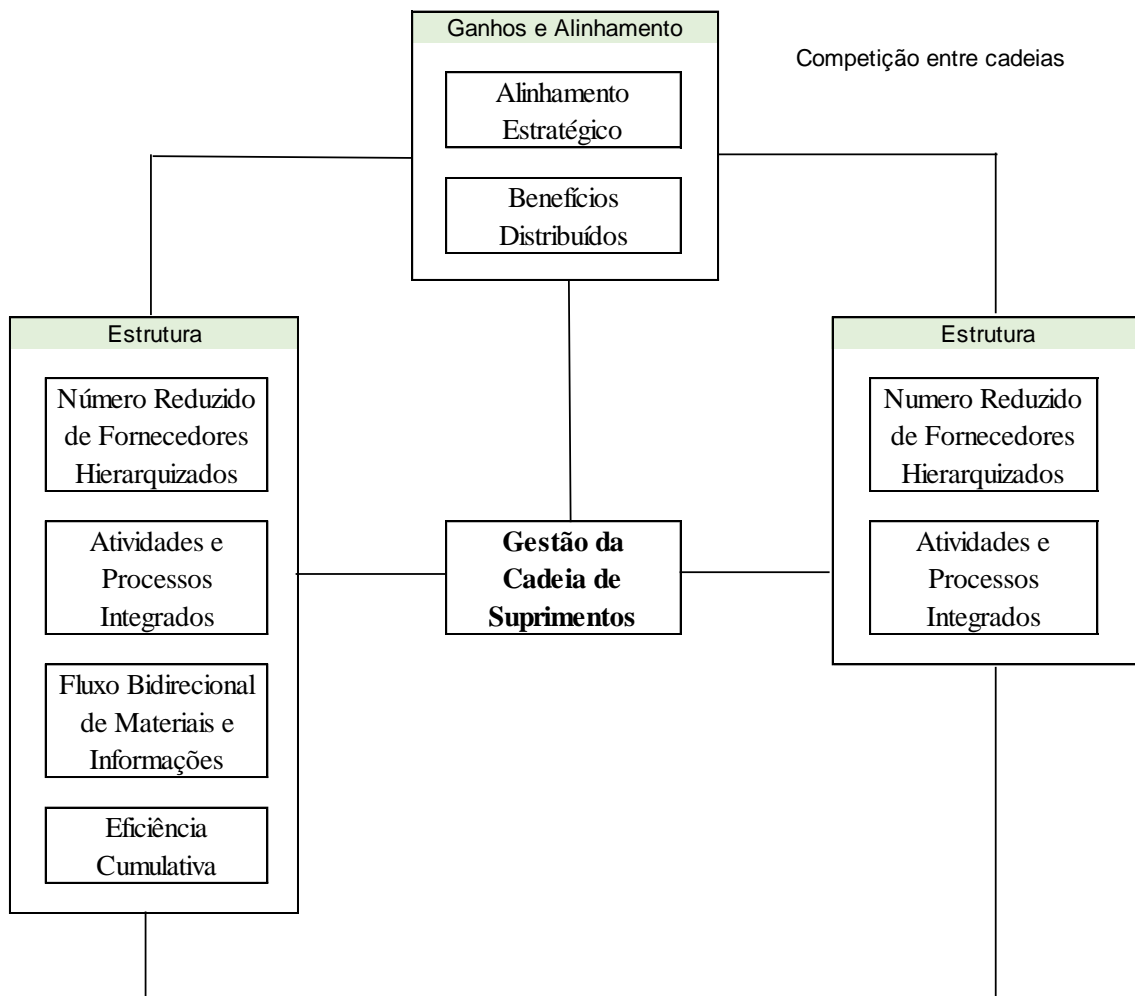 Ganhos e Alinhamento
Competição entre cadeias
Alinhamento
Estratégico
Benefícios
Distribuídos
Estrutura
Número Reduzido
de Fornecedores
Hierarquizados
Atividades e
Processos
Integrados
Fluxo Bidirecional
de Materiais e
Informações
Eficiência
Cumulativa
Gestão da
Cadeia de
Suprimentos
Estrutura
Numero Reduzido
de Fornecedores
Hierarquizados
Atividades e
Processos
Integrados